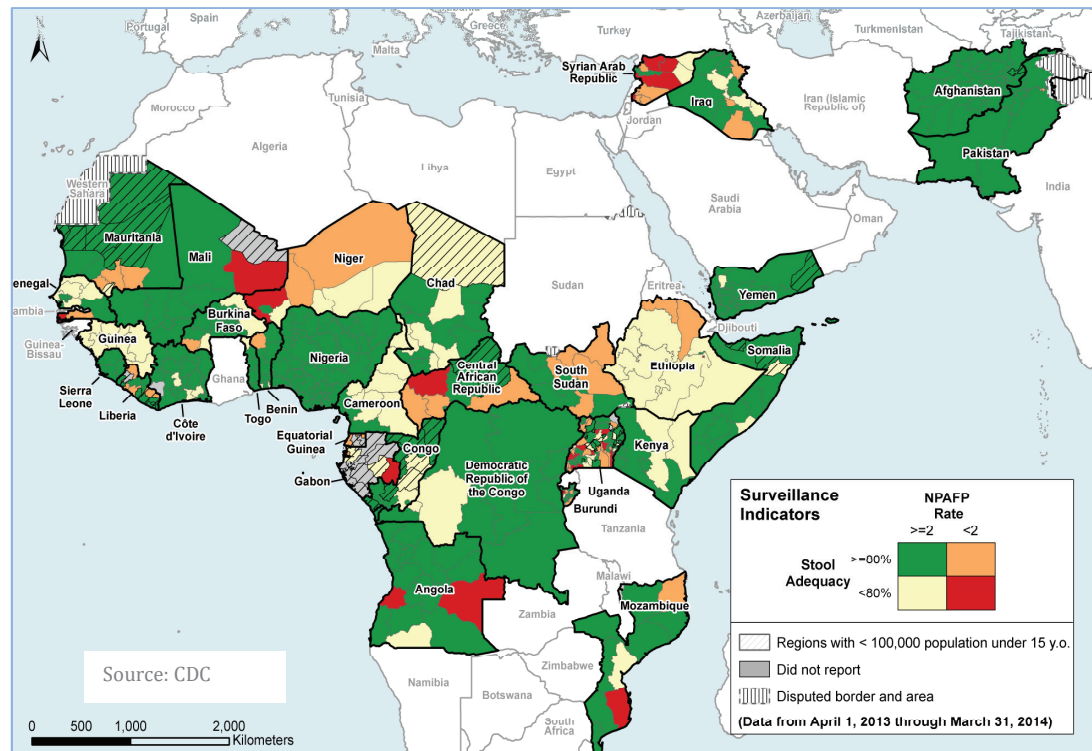 Portugal
Spain
Greece
Turkey
Azerbaijan
Turkmenistan
Tajikistan
N
Malta
Syrian Arab
Republic
Iraq
Afghanistan
Iran (Islamic
Republic of)
Morocco
Tunisia
Jordan
Pakistan
Algeria
Libya
Egypt
India
Western
Sahara
Saudi
Arabia
Oman
Mauritania
Mali
Niger
Chad
Sudan
Eritrea
Yemen
enegal
ambia
Burkina
Faso
Djibouti
Guinea-
Bissau
Guinea
Nigeria
Somalia
Ethiopia
Ghana
Central
African
Republic
South
Sudan
Sierra
Leone
Liberia
Côte
d'Ivoire
Togo
Benin
Cameroon
Equatorial
Guinea
Congo
Kenya
Gabon
Democratic
Republic of
the Congo
Uganda
Burundi
Tanzania
Angola
Malawi
Mozambique
Zambia
Zimbabwe
Namibia
Botswana
South
Africa
Surveillance
Indicators
NPAFP
Rate
>=2 <2
Stool
Adequacy
<80%
Regions with < 100,000 population under 15 y.o.
Did not report
Disputed border and area
(Data from April 1, 2013 through March 31, 2014)
Source: CDC
0 500 1,000 2,000
Kilometers